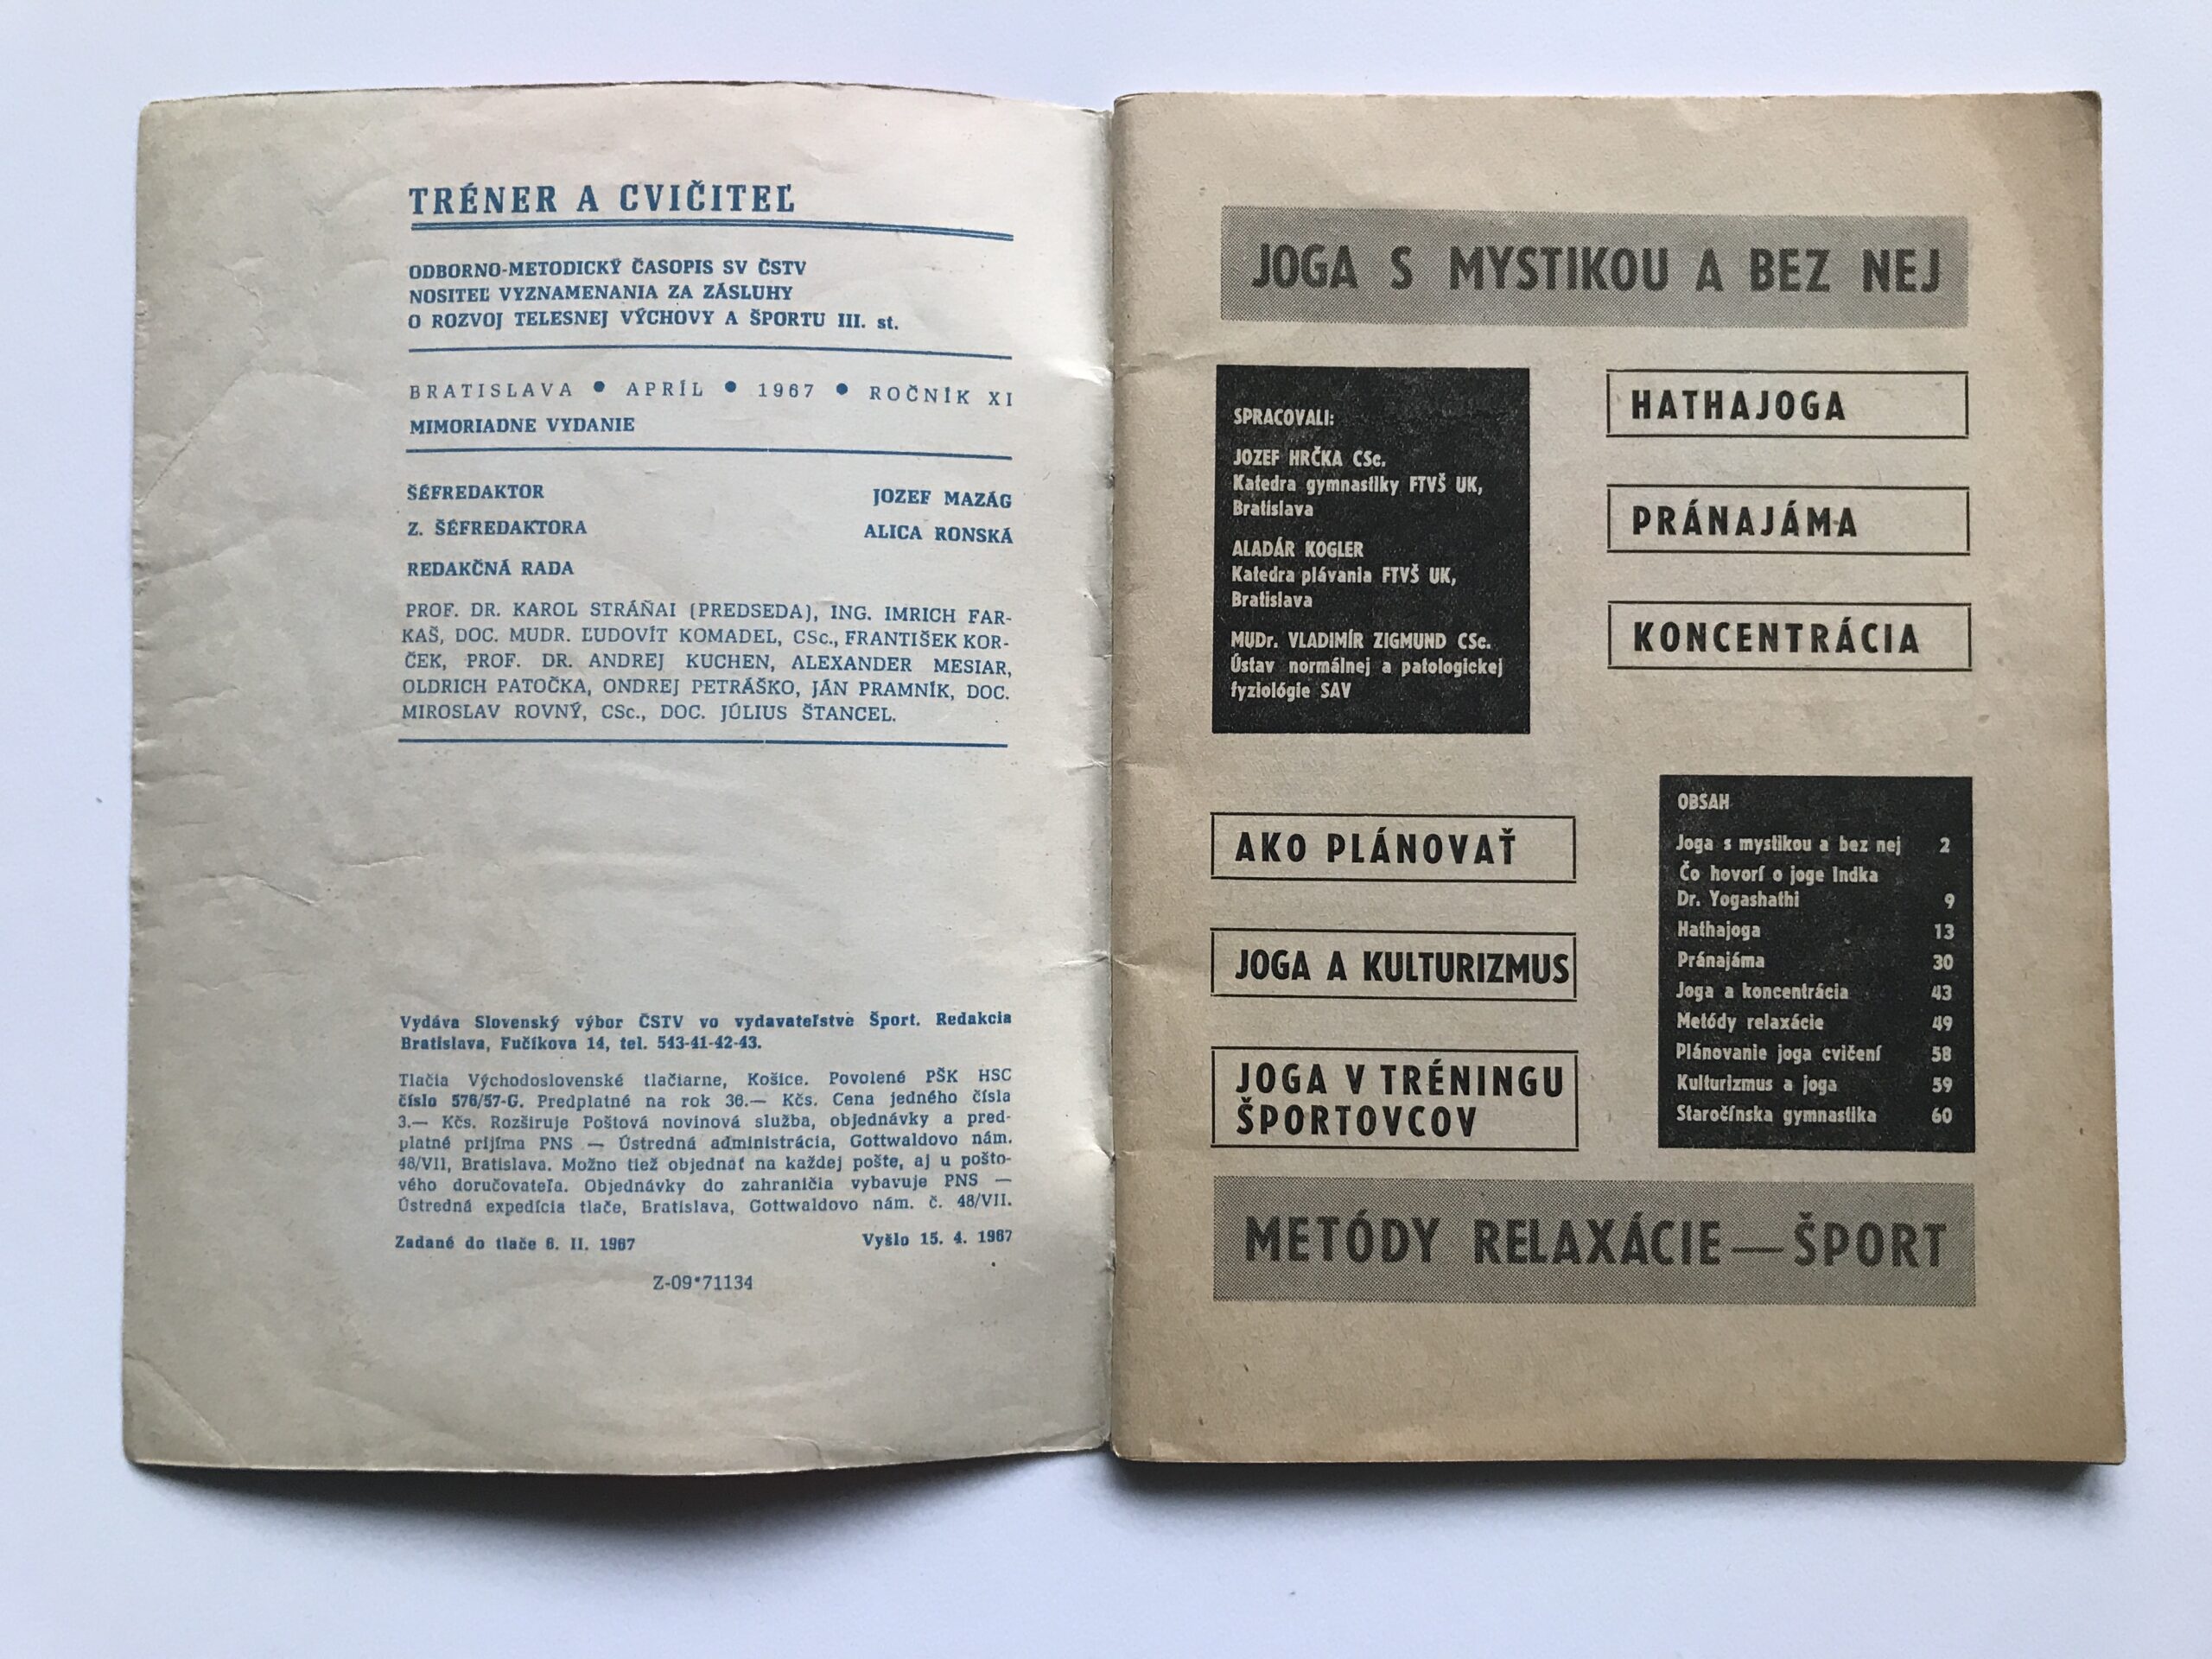 TRÉNER A CVIČITEĽ
ODBORNO-METODICKÝ ČASOPIS SV ČSTV
NOSITEĽ VYZNAMENANIA ZA ZÁSLUHY
O ROZVOJ TELESNEJ VÝCHOVY A ŠPORTU III. st.
BRATISLAVA ● APRÍL ● 1967 ● ROČNÍK XI
MIMORIADNE VYDANIE
ŠÉFREDAKTOR JOZEF MAZÁG
Z. ŠÉFREDAKTORA ALICA RONSKÁ
REDAKČNÁ RADA
PROF. DR. KAROL STRÁŇAI (PREDSEDA), ING. IMRICH FAR-
KAŠ, DOC. MUDR. ĽUDOVÍT KOMADEL, CSc., FRANTIŠEK KOR-
ČEK, PROF. DR. ANDREJ KUCHEN, ALEXANDER MESIAR,
OLDRICH PATOČKA, ONDREJ PETRÁŠKO, JÁN PRAMNÍK, DOC.
MIROSLAV ROVNÝ, CSc., DOC. JÚLIUS ŠTANCEL.
Vydáva Slovenský výbor ČSTV vo vydavateľstve Šport. Redakcia
Bratislava, Fučíkova 14, tel. 543-41-42-43.
Tlačia Východoslovenské tlačiarne, Košice. Povolené PŠK HSC
číslo 576/57-G. Predplatné na rok 36.— Kčs. Cena jedného čísla
3.— Kčs. Rozširuje Poštová novinová služba, objednávky a pred-
platné prijíma PNS — Ústredná administrácia, Gottwaldovo nám.
48/VII, Bratislava. Možno tiež objednať na každej pošte, aj u pošto-
vého doručovateľa. Objednávky do zahraničia vybavuje PNS —
Ústredná expedícia tlače, Bratislava, Gottwaldovo nám. č. 48/VII.
Zadané do tlače 6. II. 1967 Vyšlo 15. 4. 1967
Z-09*71134
JOGA S MYSTIKOU A BEZ NEJ
SPRACOVALI:
JOZEF HRČKA CSc.
Katedra gymnastiky FTVŠ UK,
Bratislava
ALADÁR KOGLER
Katedra plávania FTVŠ UK,
Bratislava
MUDr. VLADIMÍR ZIGMUND CSc.
Ústav normálnej a patologickej
fyziológie SAV
HATHAJOGA
PRÁNAJÁMA
KONCENTRÁCIA
AKO PLÁNOVAŤ
JOGA A KULTURIZMUS
JOGA V TRÉNINGU
ŠPORTOVCOV
OBSAH
Joga s mystikou a bez nej 2
Čo hovorí o joge Indka
Dr. Yogashathi 9
Hathajoga 13
Pránajáma 30
Joga a koncentrácia 43
Metódy relaxácie 49
Plánovanie joga cvičení 58
Kulturizmus a joga 59
Staročínska gymnastika 60
METÓDY RELAXÁCIE — ŠPORT